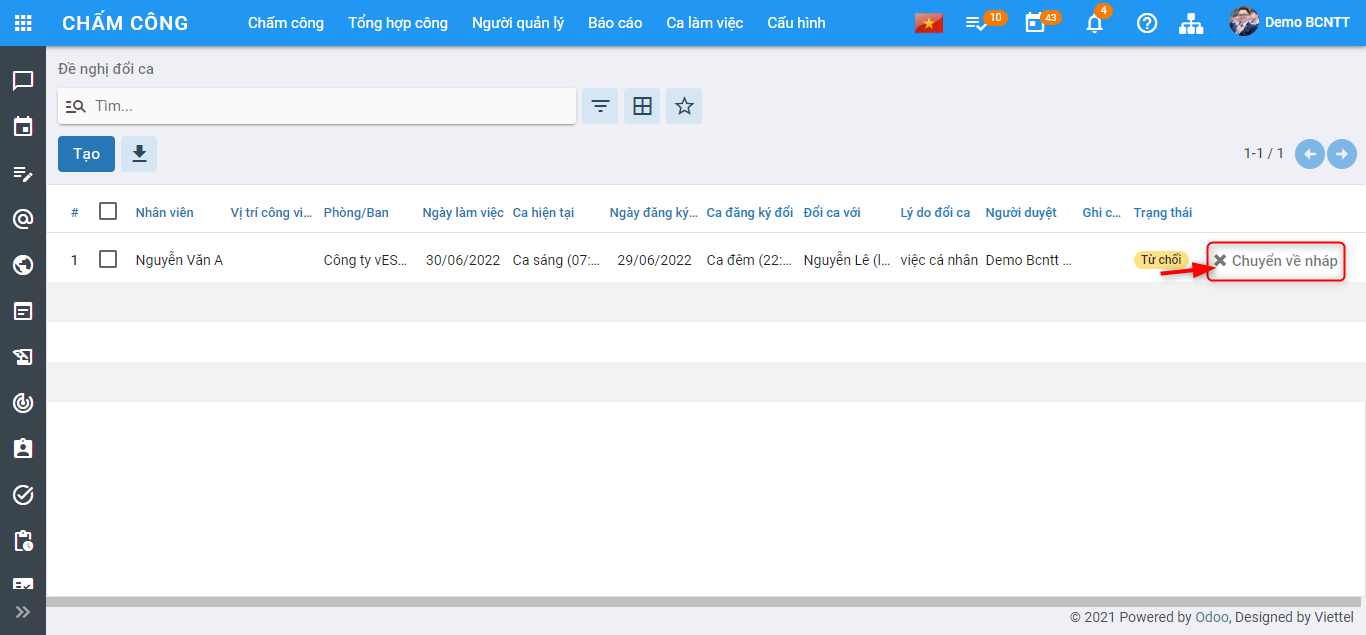 CHẤM CÔNG Chấm công Tổng hợp công Người quản lý Báo cáo Ca làm việc Cấu hình 10 43 4 Demo BCNTT
Đề nghị đổi ca
Tìm...
Tạo 1-1 / 1
# Nhân viên Vị trí công vi... Phòng/Ban Ngày làm việc Ca hiện tại Ngày đăng ký... Ca đăng ký đổi Đổi ca với Lý do đổi ca Người duyệt Ghi c... Trạng thái
1 Nguyễn Văn A Công ty vES... 30/06/2022 Ca sáng (07:... 29/06/2022 Ca đêm (22:... Nguyễn Lê (l... việc cá nhân Demo Bcntt ... Từ chối Chuyển về nháp
© 2021 Powered by Odoo, Designed by Viettel